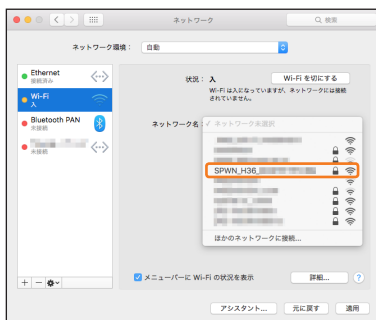 ネットワーク
検索
ネットワーク環境： 自動
Ethernet
接続済み
Wi-Fi
入
Bluetooth PAN
未接続
未接続
状況： 入
Wi-Fi を切にする
Wi-Fi は入になっていますが、ネットワークには接続
されていません。
ネットワーク名： ✓ ネットワーク未選択
SPWN_H36_
ほかのネットワークに接続...
メニューバーに Wi-Fi の状況を表示
詳細...
?
アシスタント...
元に戻す
適用